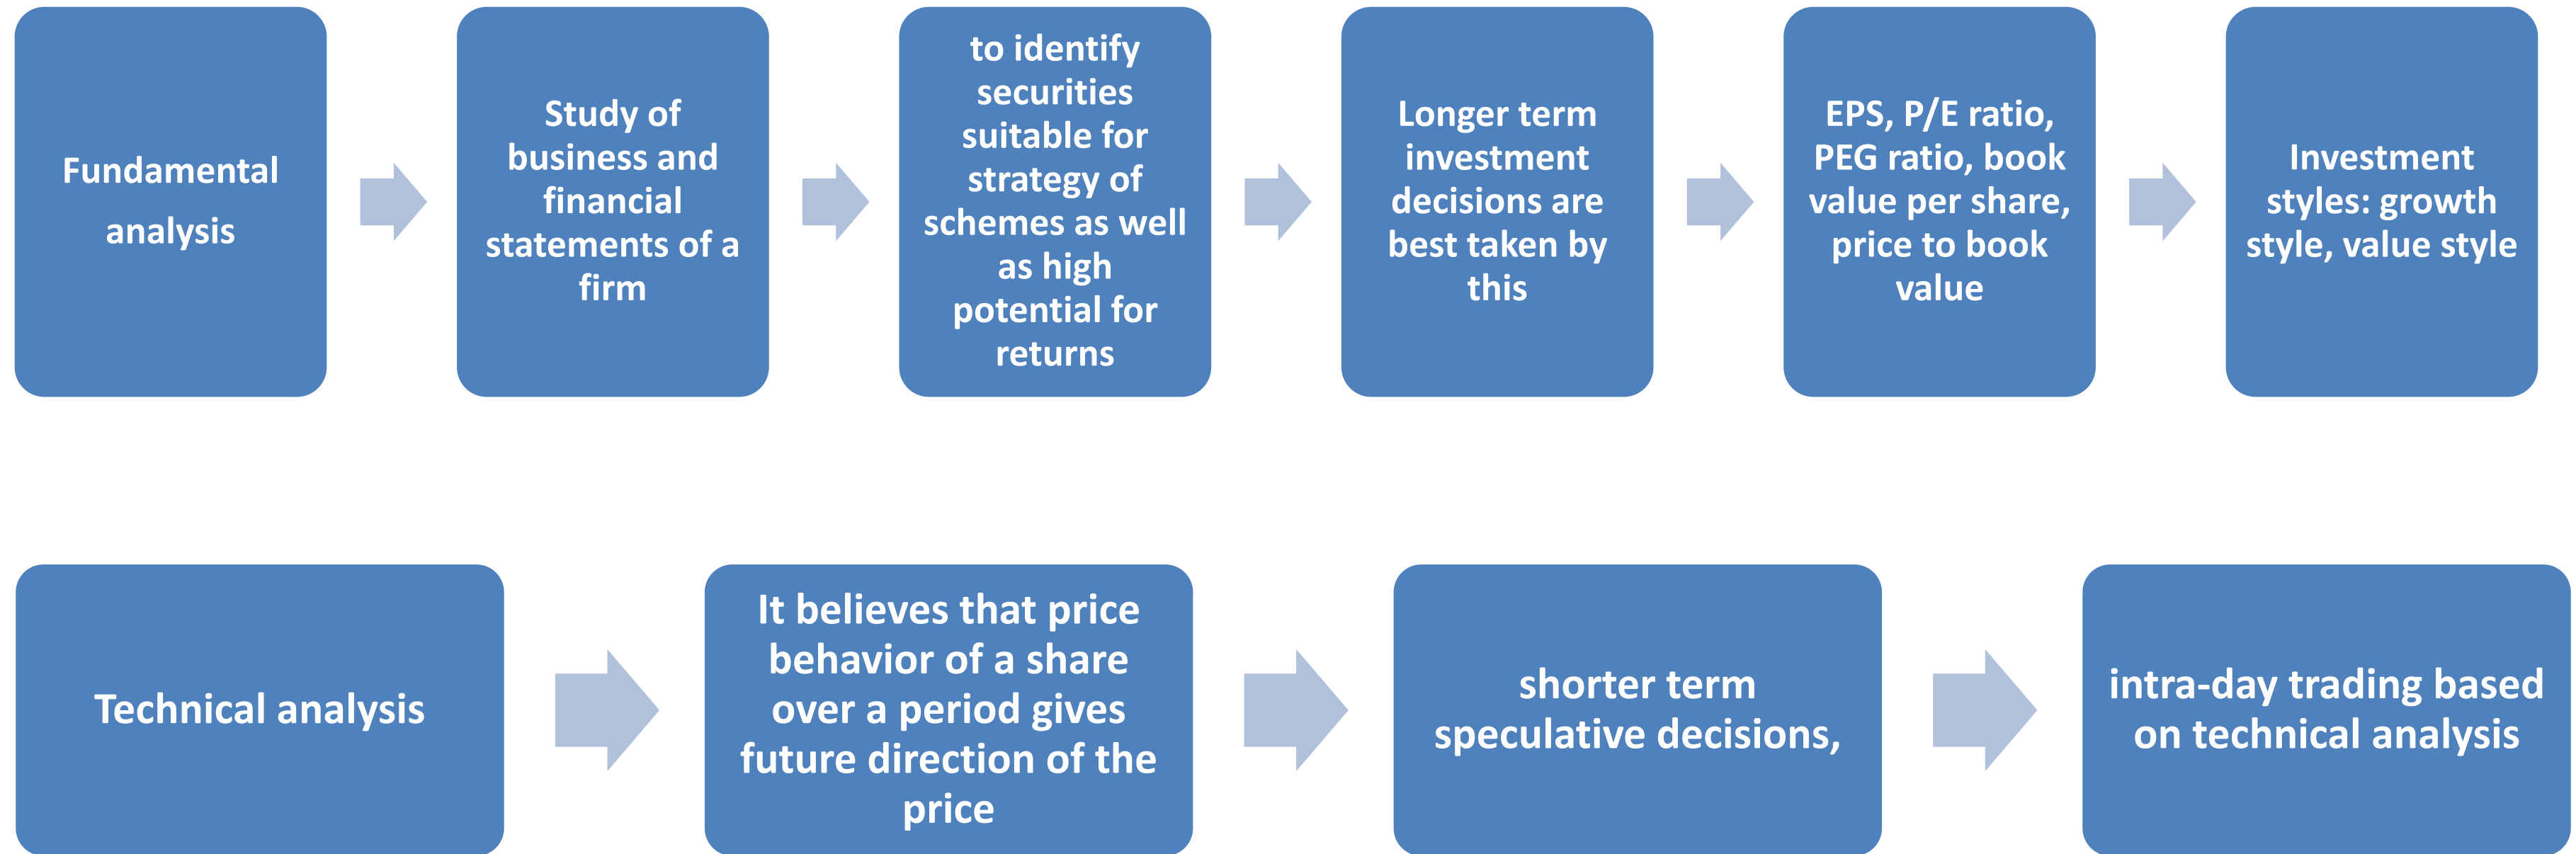 Fundamental
analysis
Study of
business and
financial
statements of a
firm
to identify
securities
suitable for
strategy of
schemes as well
as high
potential for
returns
Longer term
investment
decisions are
best taken by
this
EPS, P/E ratio,
PEG ratio, book
value per share,
price to book
value
Investment
styles: growth
style, value style
Technical analysis
It believes that price
behavior of a share
over a period gives
future direction of the
price
shorter term
speculative decisions,
intra-day trading based
on technical analysis